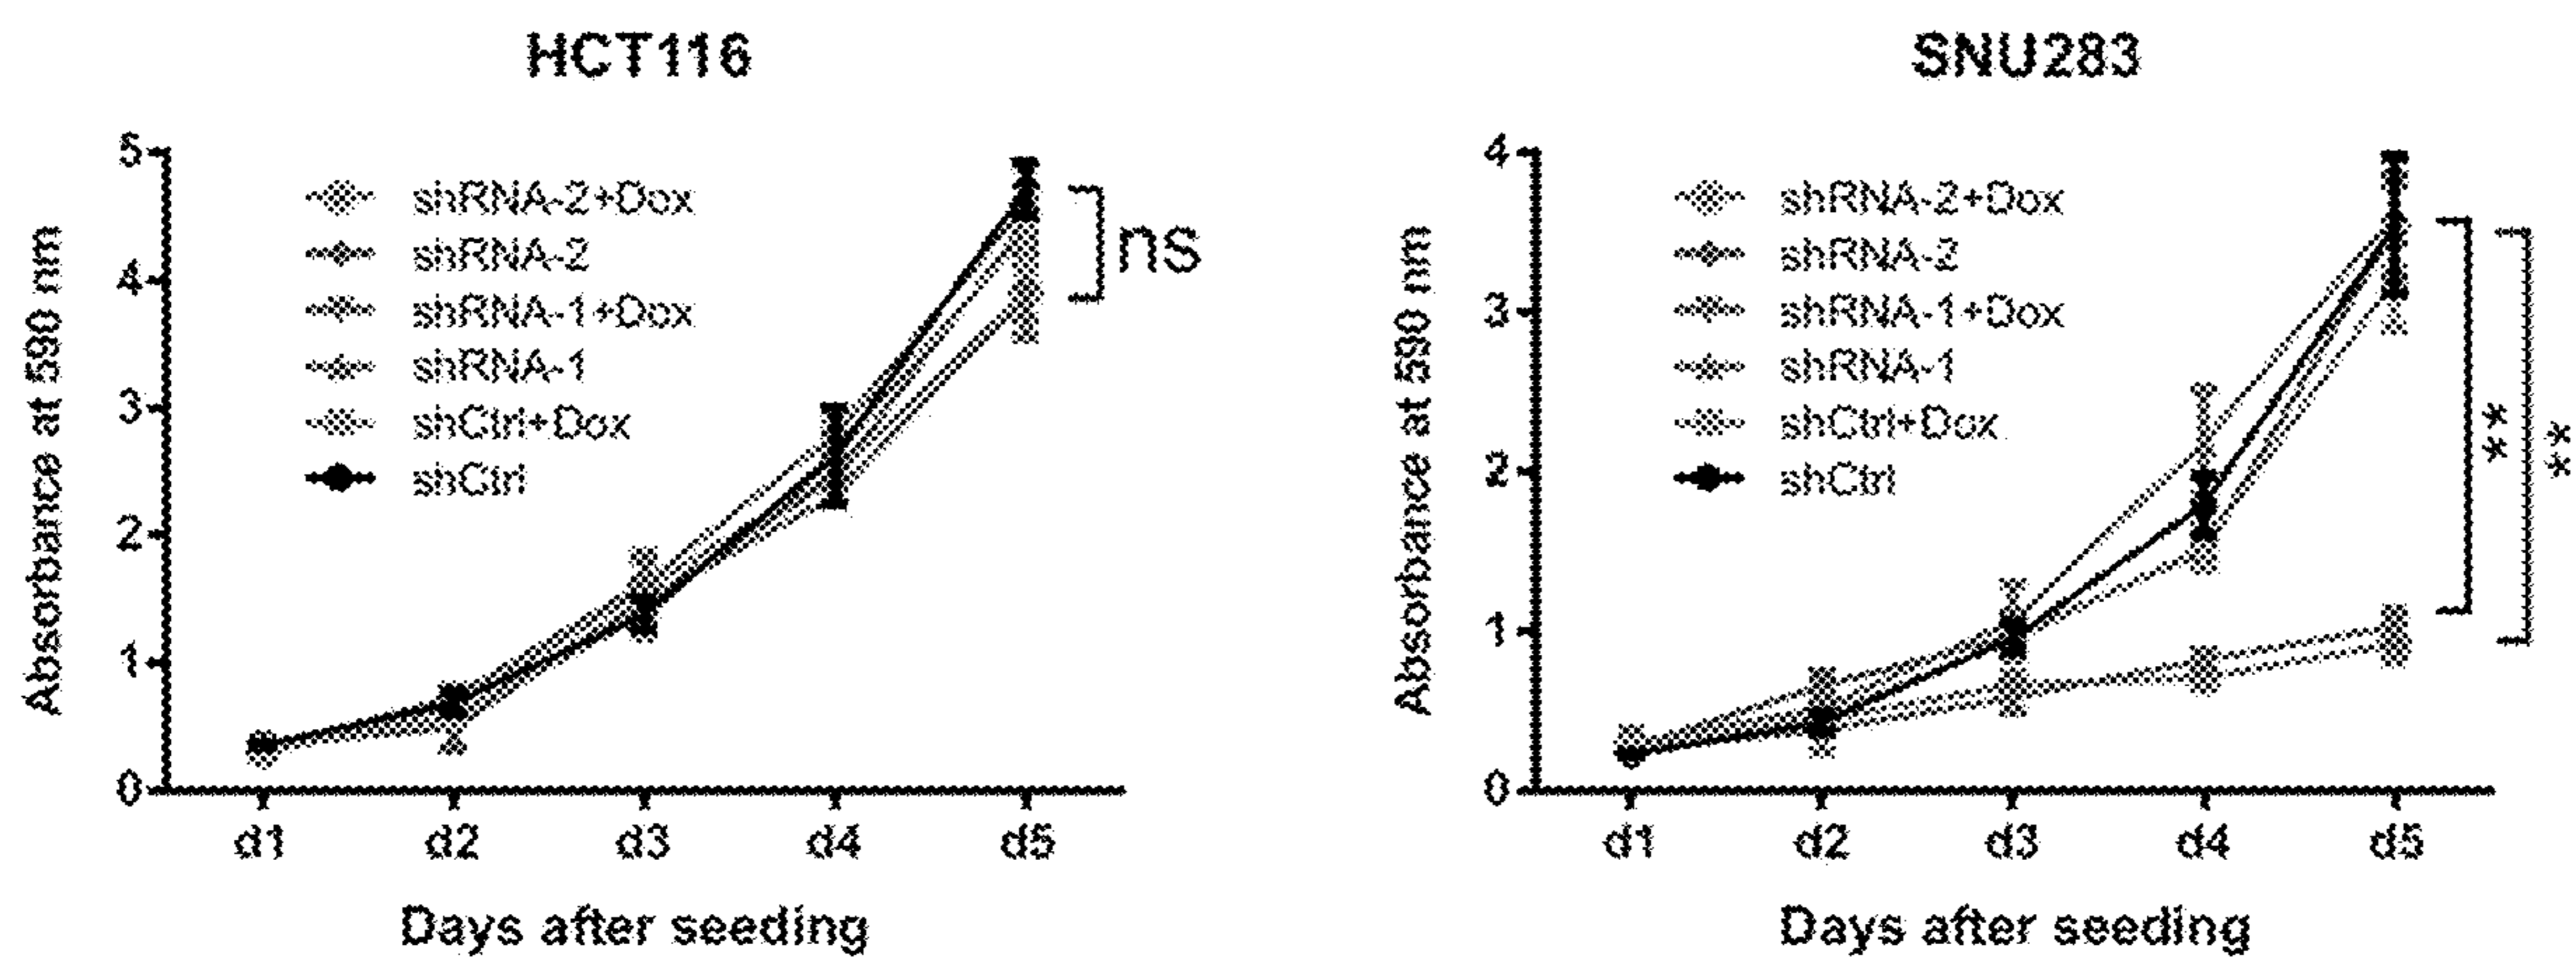 HCT116
Absorbance at 590 nm
5
4
3
2
1
0
shRNA-2+Dox
shRNA-2
shRNA-1+Dox
shRNA-1
shCtrl+Dox
shCtrl
ns
d1 d2 d3 d4 d5
Days after seeding
SNU283
Absorbance at 590 nm
4
3
2
1
0
shRNA-2+Dox
shRNA-2
shRNA-1+Dox
shRNA-1
shCtrl+Dox
shCtrl
**
**
d1 d2 d3 d4 d5
Days after seeding